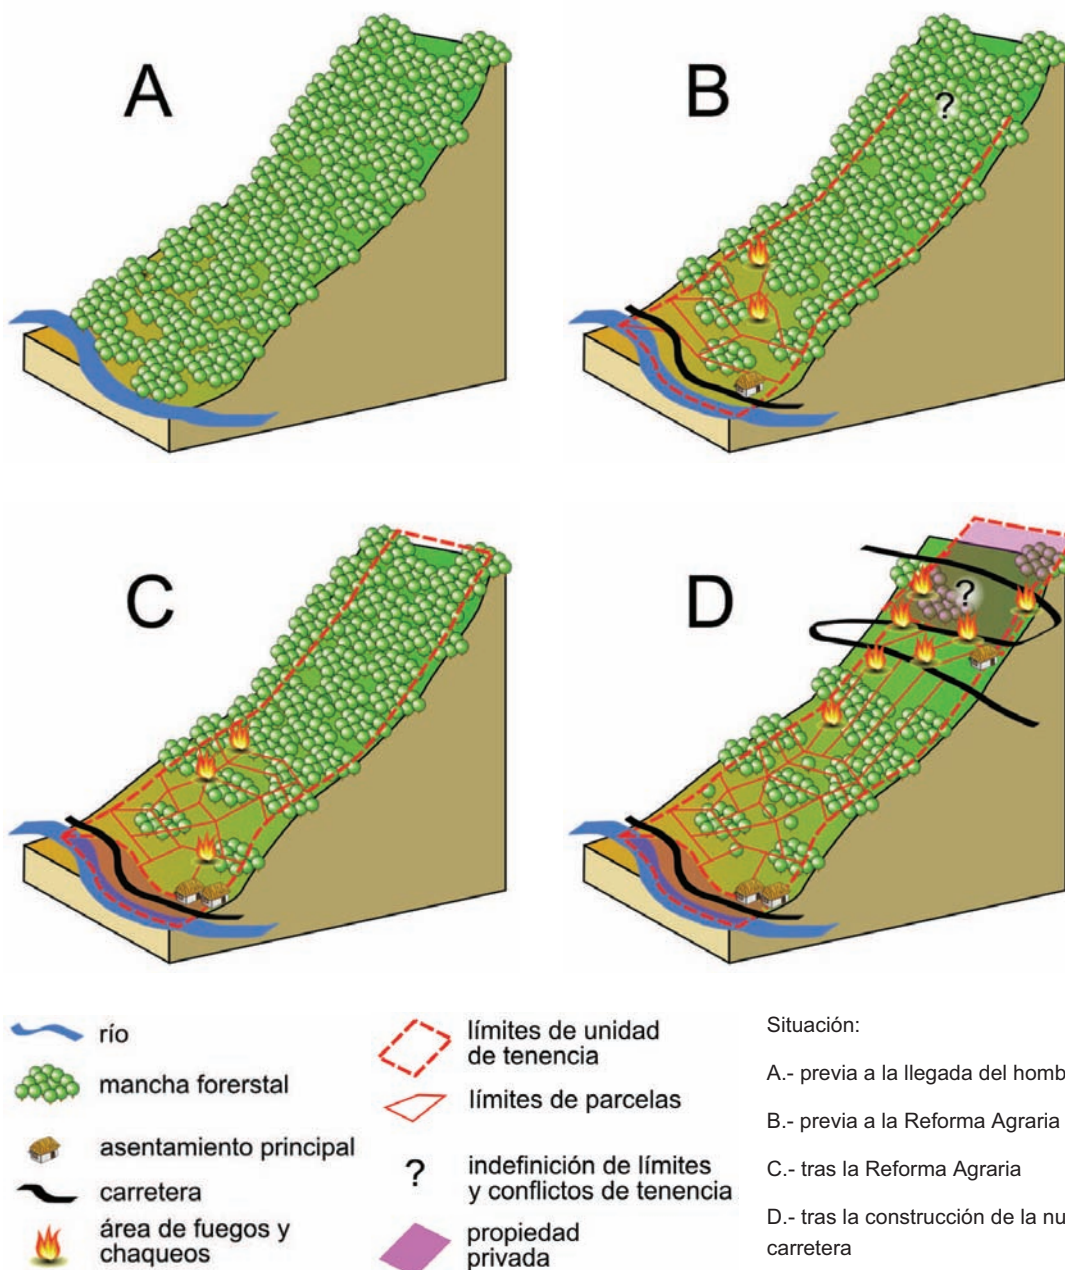 A
B
?
C
D
?
río
mancha forerstal
asentamiento principal
carretera
área de fuegos y
chaqueos
límites de unidad
de tenencia
límites de parcelas
?
indefinición de límites
y conflictos de tenencia
propiedad
privada
Situación:
A.- previa a la llegada del homb
B.- previa a la Reforma Agraria
C.- tras la Reforma Agraria
D.- tras la construcción de la nu
carretera